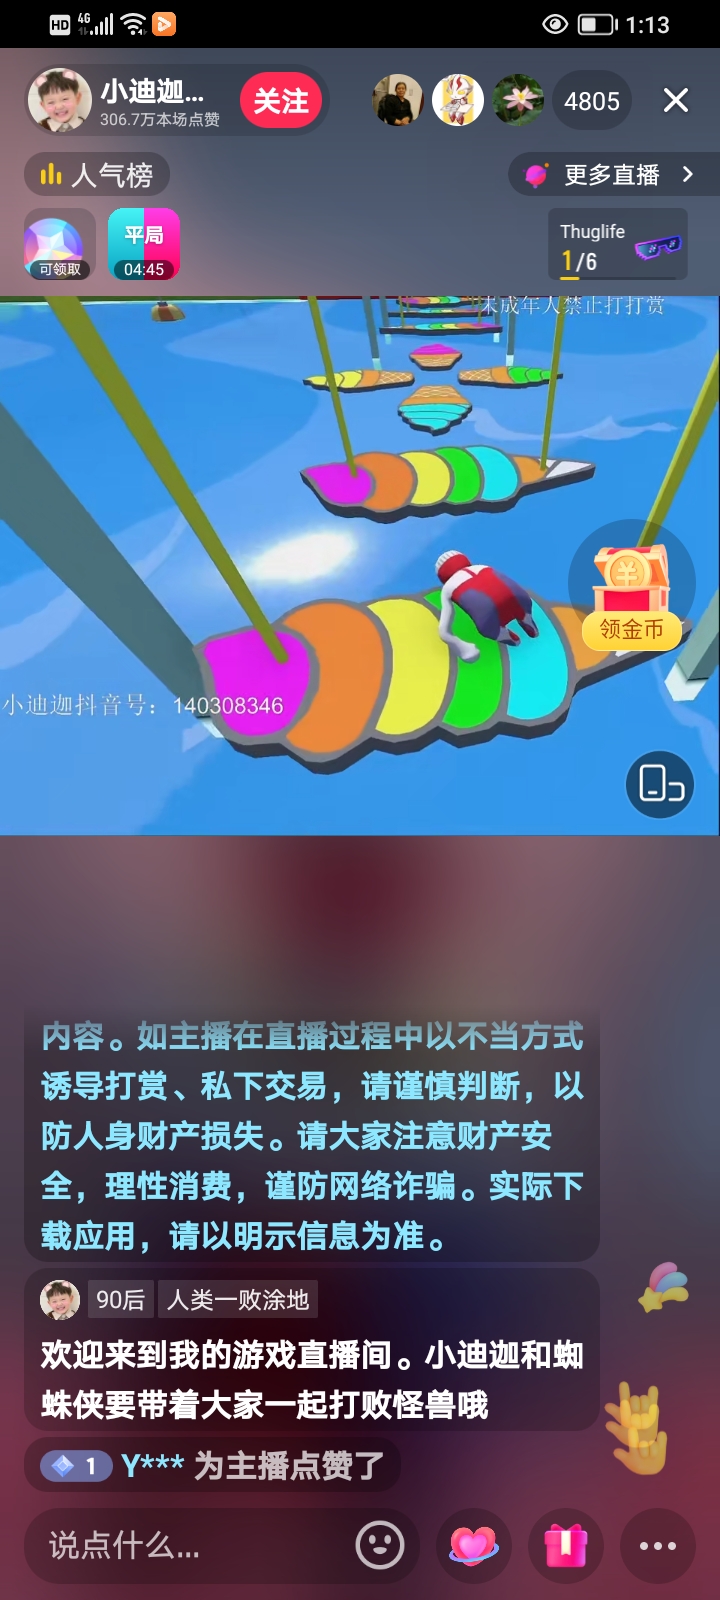 HD 4G 1:13
小迪迦... 关注 4805
306.7万本场点赞
人气榜 更多直播
可领取
平局
04:45
Thuglife
1/6
未成年人禁止打打赏
领金币
小迪迦抖音号：140308346
内容。如主播在直播过程中以不当方式
诱导打赏、私下交易，请谨慎判断，以
防人身财产损失。请大家注意财产安
全，理性消费，谨防网络诈骗。实际下
载应用，请以明示信息为准。
90后 人类一败涂地
欢迎来到我的游戏直播间。小迪迦和蜘
蛛侠要带着大家一起打败怪兽哦
1 Y*** 为主播点赞了
说点什么...